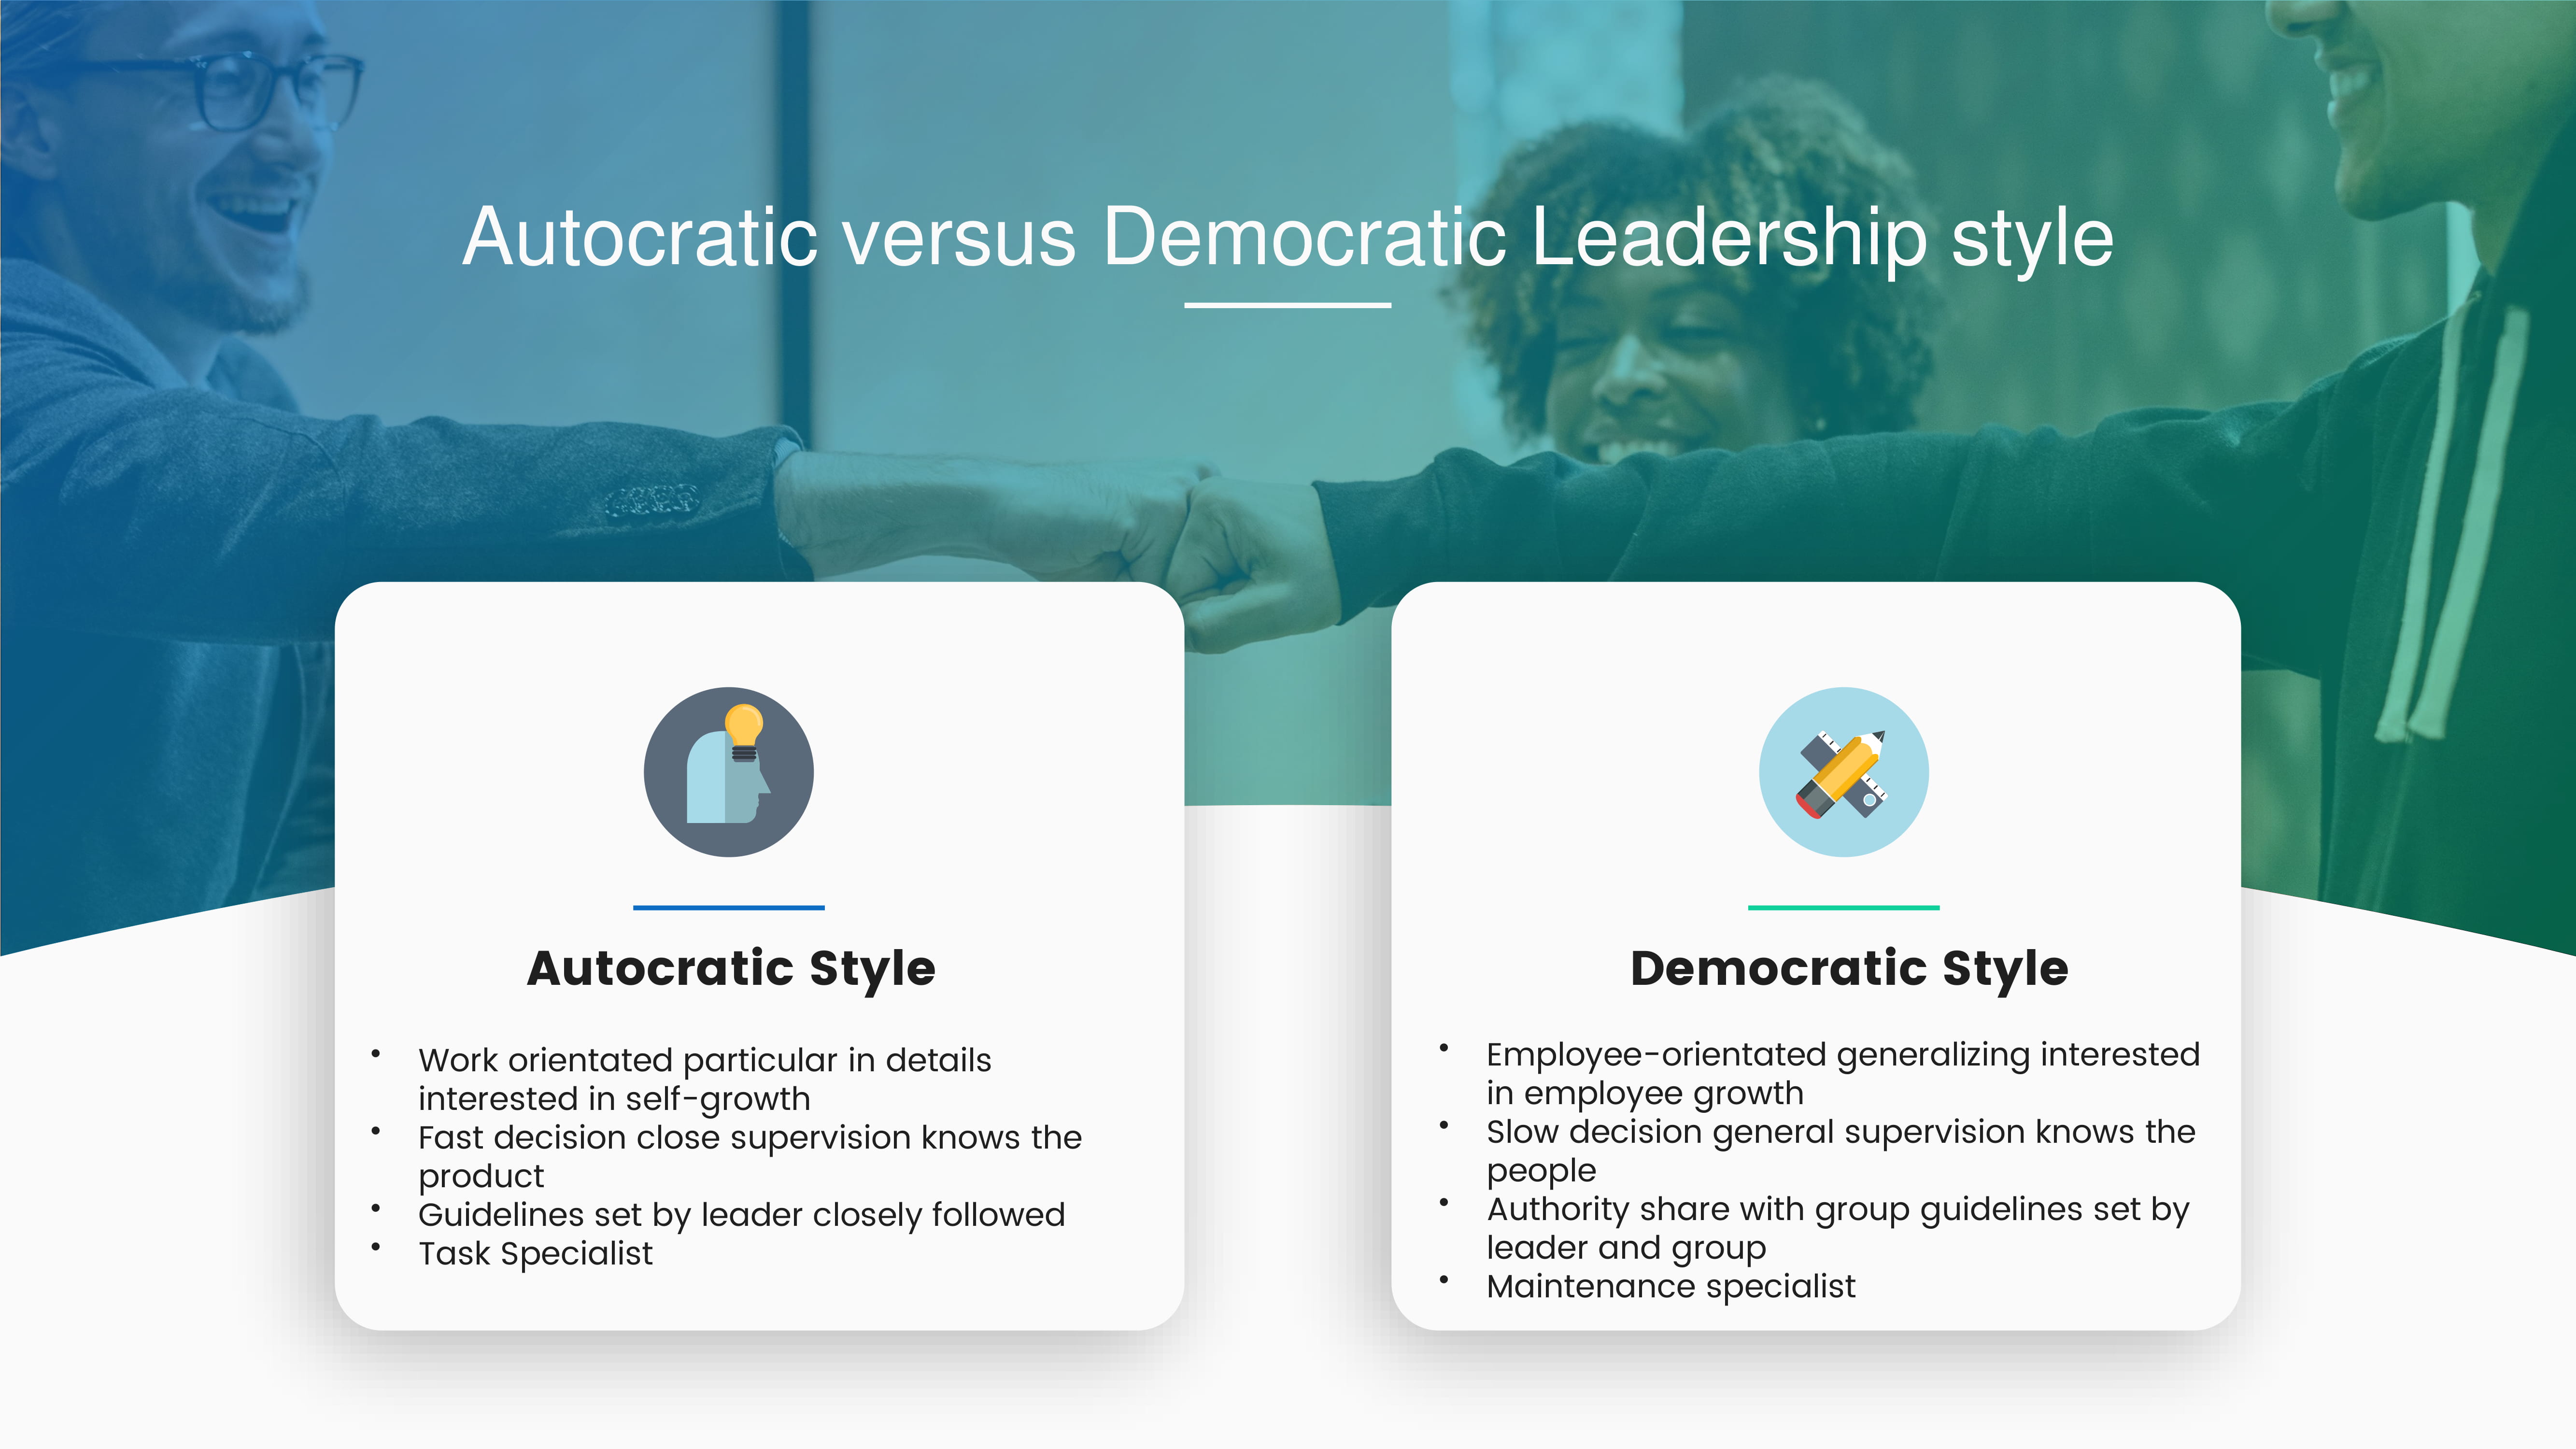 Autocratic versus Democratic Leadership style
Autocratic Style
• Work orientated particular in details
interested in self-growth
• Fast decision close supervision knows the
product
• Guidelines set by leader closely followed
• Task Specialist
Democratic Style
• Employee-orientated generalizing interested
in employee growth
• Slow decision general supervision knows the
people
• Authority share with group guidelines set by
leader and group
• Maintenance specialist